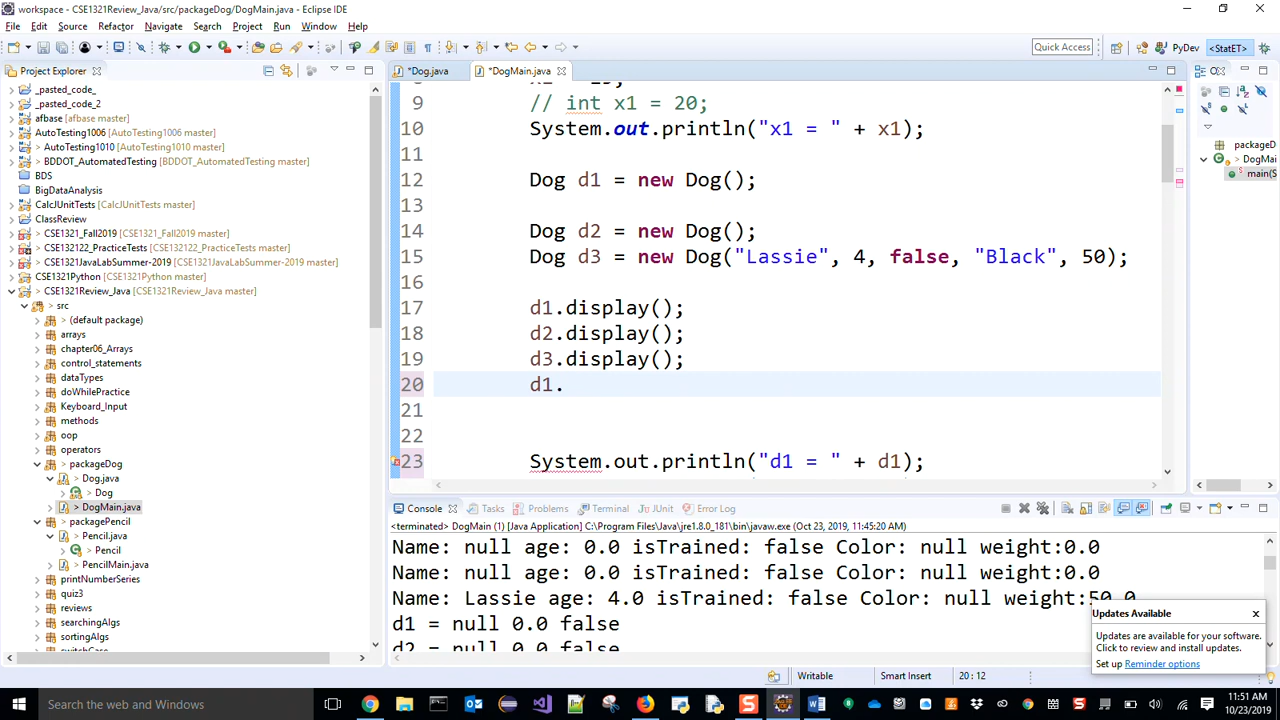 workspace - CSE1321Review_Java/src/packageDog/DogMain.java - Eclipse IDE
File Edit Source Refactor Navigate Search Project Run Window Help
Quick Access
PyDev
<StatET>
Project Explorer
*Dog.java
*DogMain.java
_pasted_code_
_pasted_code_2
afbase > [afbase master]
AutoTesting1006 [AutoTesting1006 master]
> AutoTesting1010 [AutoTesting1010 master]
> BDDOT_AutomatedTesting [BDDOT_AutomatedTesting master]
BDS
BigDataAnalysis
CalcJUnitTests [CalcJUnitTests master]
ClassReview
> CSE1321_Fall2019 [CSE1321_Fall2019 master]
> CSE132122_PracticeTests [CSE132122_PracticeTests master]
> CSE1321JavaLabSummer-2019 [CSE1321JavaLabSummer-2019 master]
CSE1321Python [CSE1321Python master]
> CSE1321Review_Java [CSE1321Review_Java master]
> src
> (default package)
arrays
chapter06_Arrays
control_statements
dataTypes
doWhilePractice
Keyboard_Input
methods
oop
operators
> packageDog
> Dog.java
> Dog
> DogMain.java
> packagePencil
> Pencil.java
> Pencil
> PencilMain.java
printNumberSeries
quiz3
reviews
searchingAlgs
sortingAlgs
9 // int x1 = 20;
10 System.out.println("x1 = " + x1);
11
12 Dog d1 = new Dog();
13
14 Dog d2 = new Dog();
15 Dog d3 = new Dog("Lassie", 4, false, "Black", 50);
16
17 d1.display();
18 d2.display();
19 d3.display();
20 d1.
21
22
23 System.out.println("d1 = " + d1);
packageD
> DogMai
main(S
Console Tasks Problems Terminal JUnit Error Log
<terminated> DogMain (1) [Java Application] C:\Program Files\Java\jre1.8.0_181\bin\javaw.exe (Oct 23, 2019, 11:45:20 AM)
Name: null age: 0.0 isTrained: false Color: null weight:0.0
Name: null age: 0.0 isTrained: false Color: null weight:0.0
Name: Lassie age: 4.0 isTrained: false Color: null weight:50.0
d1 = null 0.0 false
d2 = null 0.0 false
Updates Available
Updates are available for your software.
Click to review and install updates.
Set up Reminder options
Writable Smart Insert 20 : 12
Search the web and Windows
11:51 AM
10/23/2019